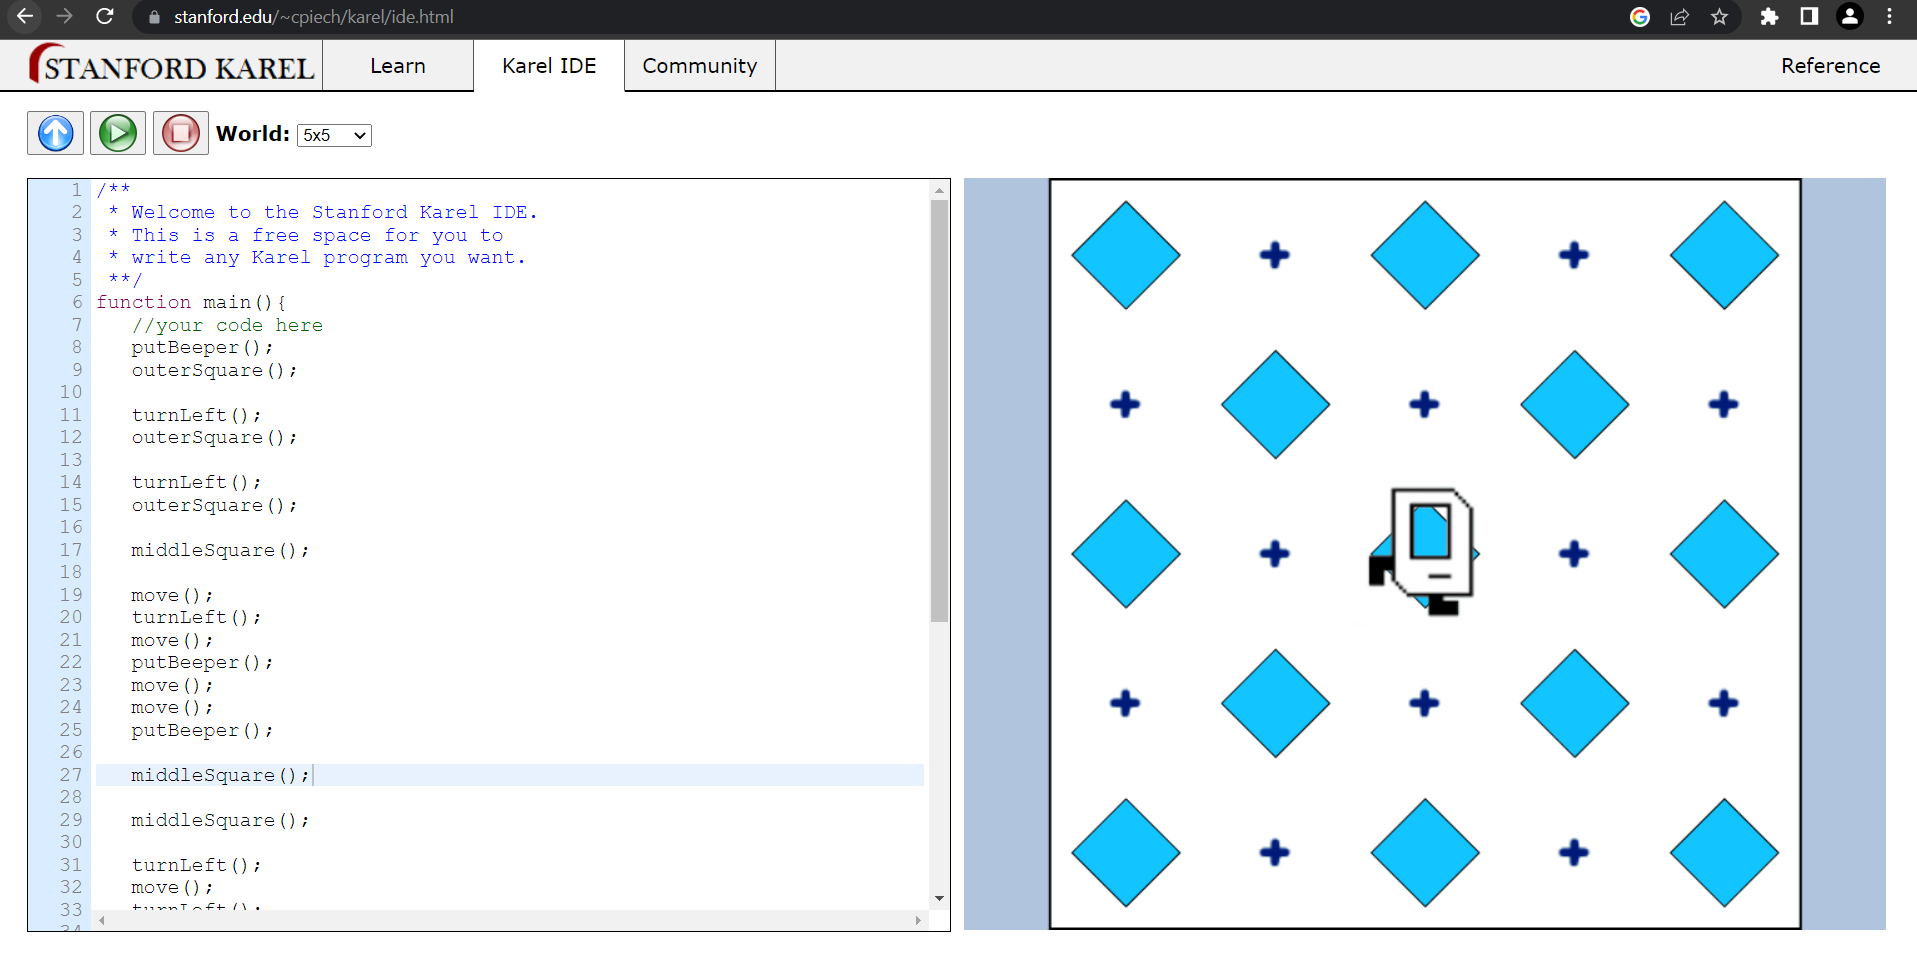 stanford.edu/~cpiech/karel/ide.html
STANFORD KAREL
Learn
Karel IDE
Community
Reference
World: 5x5
1 /**
2 * Welcome to the Stanford Karel IDE.
3 * This is a free space for you to
4 * write any Karel program you want.
5 **/
6 function main(){
7 //your code here
8 putBeeper();
9 outerSquare();
10
11 turnLeft();
12 outerSquare();
13
14 turnLeft();
15 outerSquare();
16
17 middleSquare();
18
19 move();
20 turnLeft();
21 move();
22 putBeeper();
23 move();
24 move();
25 putBeeper();
26
27 middleSquare();
28
29 middleSquare();
30
31 turnLeft();
32 move();
33 turnLeft();
34